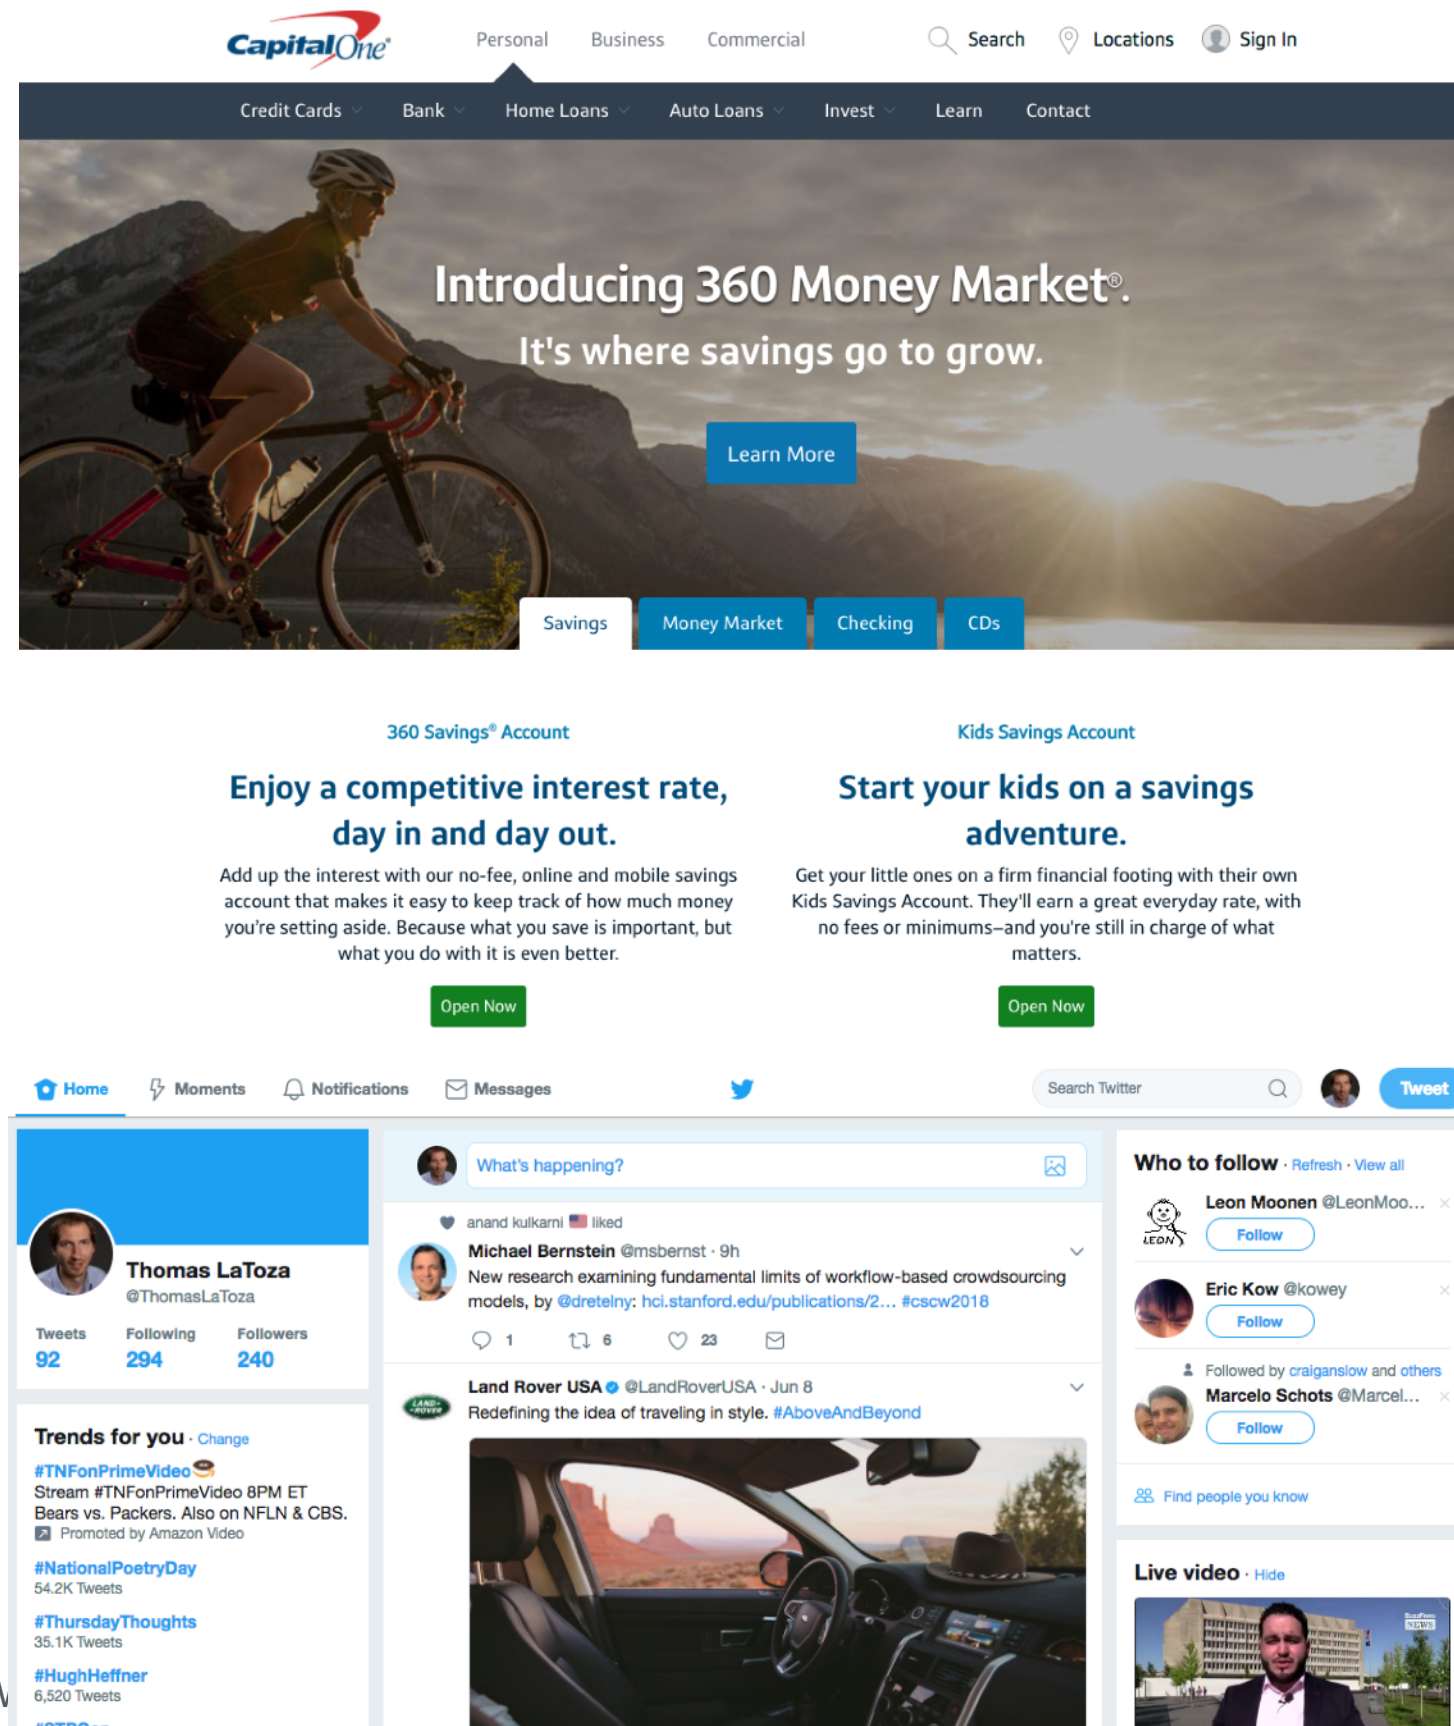 CapitalOne®
Personal Business Commercial Search Locations Sign In
Credit Cards Bank Home Loans Auto Loans Invest Learn Contact
Introducing 360 Money Market®.
It's where savings go to grow.
Learn More
Savings Money Market Checking CDs
360 Savings® Account
Enjoy a competitive interest rate,
day in and day out.
Add up the interest with our no-fee, online and mobile savings
account that makes it easy to keep track of how much money
you're setting aside. Because what you save is important, but
what you do with it is even better.
Open Now
Kids Savings Account
Start your kids on a savings
adventure.
Get your little ones on a firm financial footing with their own
Kids Savings Account. They'll earn a great everyday rate, with
no fees or minimums–and you're still in charge of what
matters.
Open Now
Home Moments Notifications Messages Search Twitter Tweet
Thomas LaToza
@ThomasLaToza
Tweets Following Followers
92 294 240
Trends for you · Change
#TNFonPrimeVideo
Stream #TNFonPrimeVideo 8PM ET
Bears vs. Packers. Also on NFLN & CBS.
Promoted by Amazon Video
#NationalPoetryDay
54.2K Tweets
#ThursdayThoughts
35.1K Tweets
#HughHeffner
6,520 Tweets
What's happening?
anand kulkarni liked
Michael Bernstein @msbernst · 9h
New research examining fundamental limits of workflow-based crowdsourcing
models, by @dretelny: hci.stanford.edu/publications/2... #cscw2018
1 6 23
Land Rover USA @LandRoverUSA · Jun 8
LAND-
-ROVER
Redefining the idea of traveling in style. #AboveAndBeyond
Who to follow · Refresh · View all
Leon Moonen @LeonMoo...
LEON
Follow
Eric Kow @kowey
Follow
Followed by craiganslow and others
Marcelo Schots @Marcel...
Follow
Find people you know
Live video · Hide
BuzzFeed
NEWS